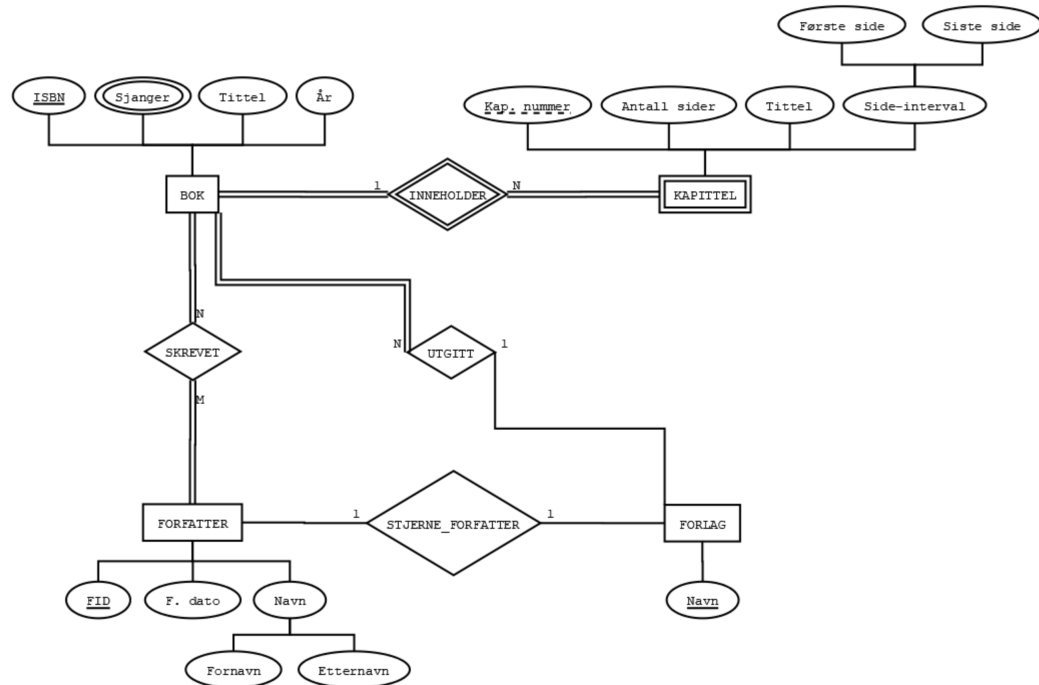 Første side
Siste side
ISBN
Sjanger
Tittel
År
Kap. nummer
Antall sider
Tittel
Side-interval
BOK
1
INNEHOLDER
N
KAPITTEL
N
SKREVET
M
N
UTGITT
1
FORFATTER
1
STJERNE_FORFATTER
1
FORLAG
FID
F. dato
Navn
Navn
Fornavn
Etternavn